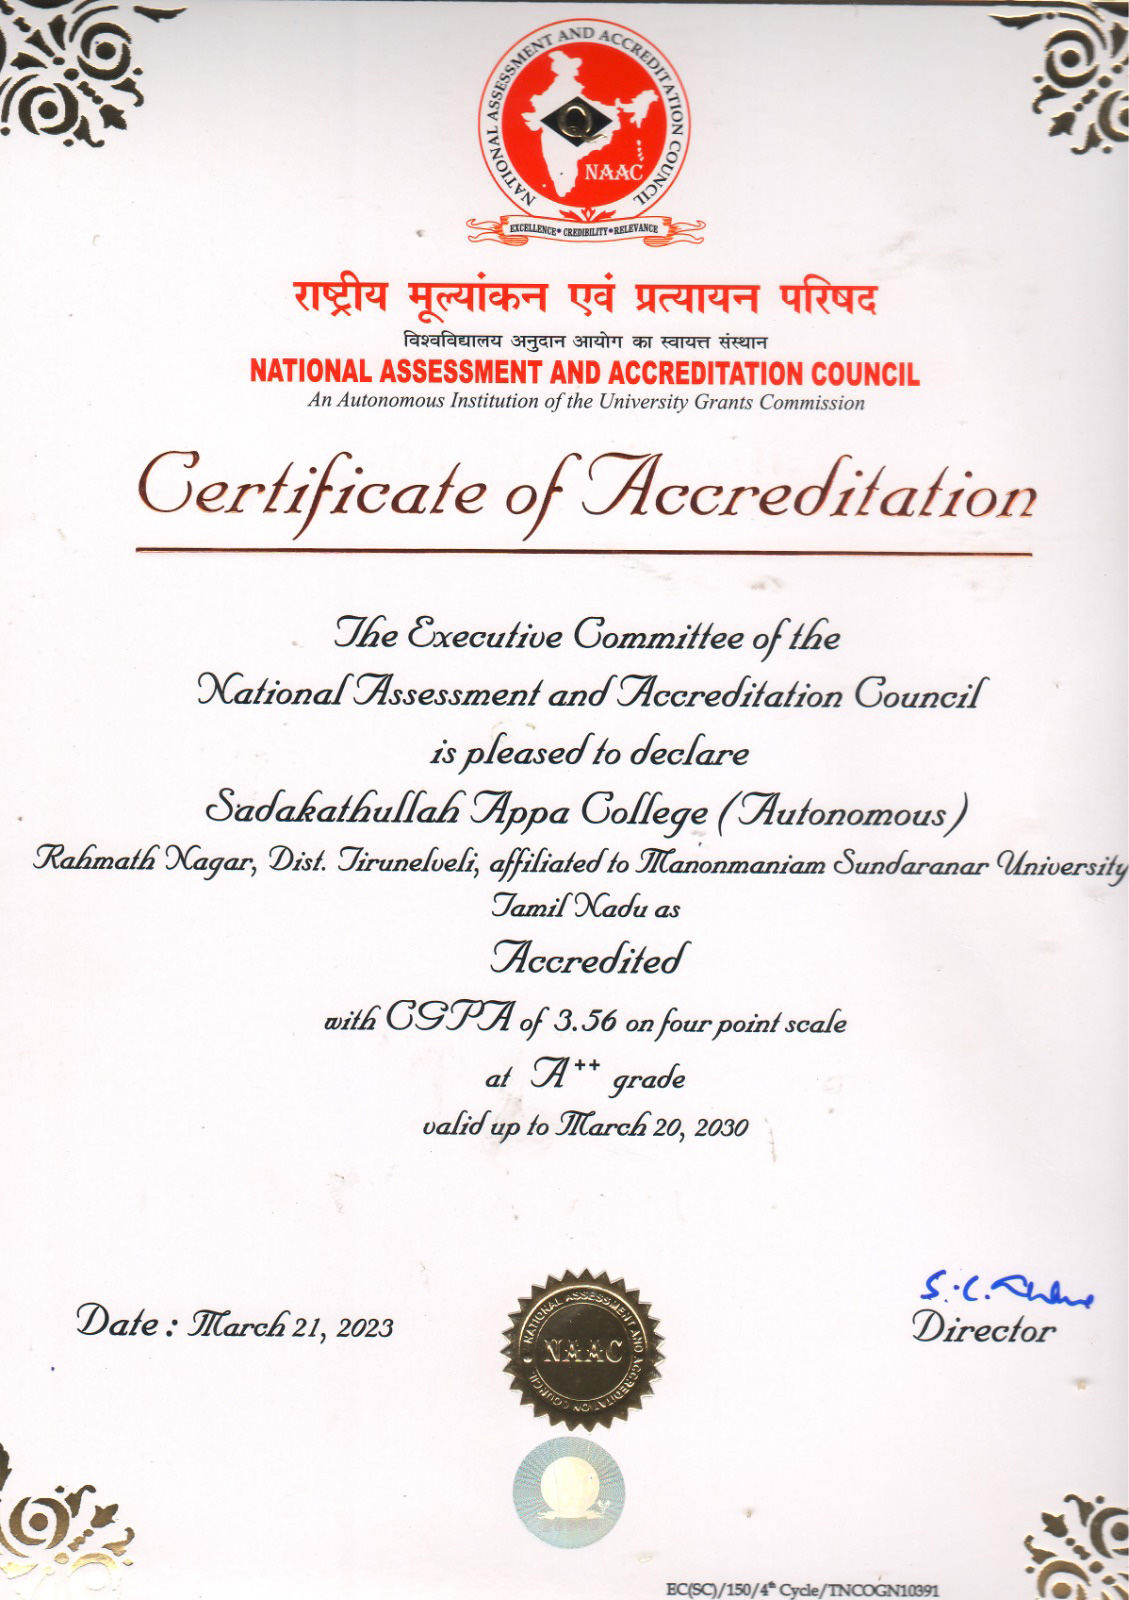 NATIONAL ASSESSMENT AND ACCREDITATION COUNCIL
Q
NAAC
EXCELLENCE • CREDIBILITY • RELEVANCE
राष्ट्रीय मूल्यांकन एवं प्रत्यायन परिषद
विश्वविद्यालय अनुदान आयोग का स्वायत्त संस्थान
NATIONAL ASSESSMENT AND ACCREDITATION COUNCIL
An Autonomous Institution of the University Grants Commission
Certificate of Accreditation
The Executive Committee of the
National Assessment and Accreditation Council
is pleased to declare
Sadakathullah Appa College (Autonomous)
Rahmath Nagar, Dist. Tirunelveli, affiliated to Manonmaniam Sundaranar University
Tamil Nadu as
Accredited
with CGPA of 3.56 on four point scale
at A++ grade
valid up to March 20, 2030
Date : March 21, 2023
NATIONAL ASSESSMENT AND ACCREDITATION COUNCIL
NAAC
Director
EC(SC)/150/4th Cycle/TNCOGN10391